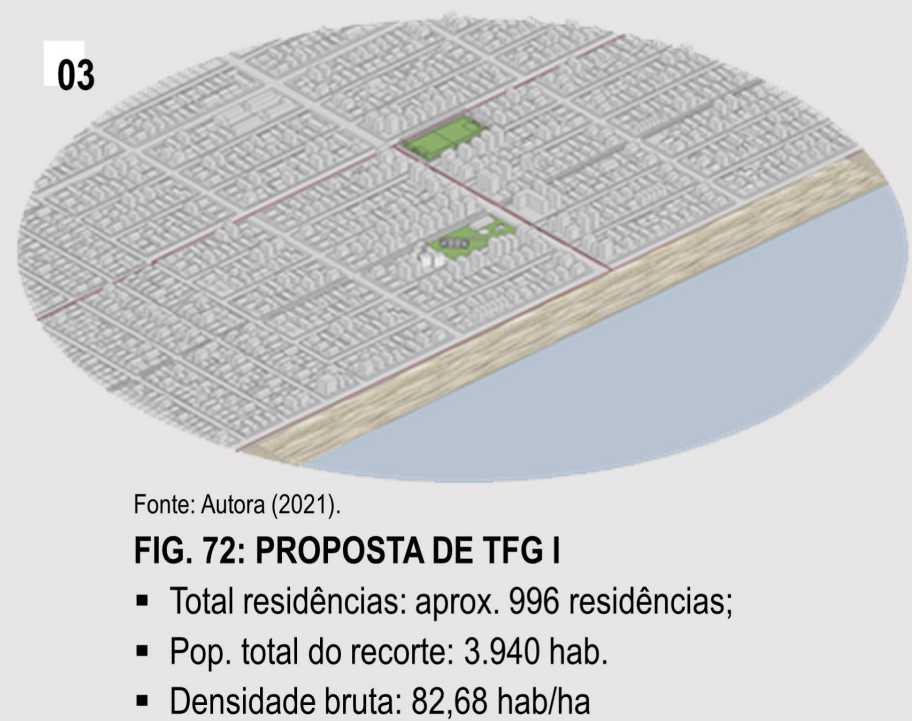 03
Fonte: Autora (2021).
FIG. 72: PROPOSTA DE TFG I
▪ Total residências: aprox. 996 residências;
▪ Pop. total do recorte: 3.940 hab.
▪ Densidade bruta: 82,68 hab/ha